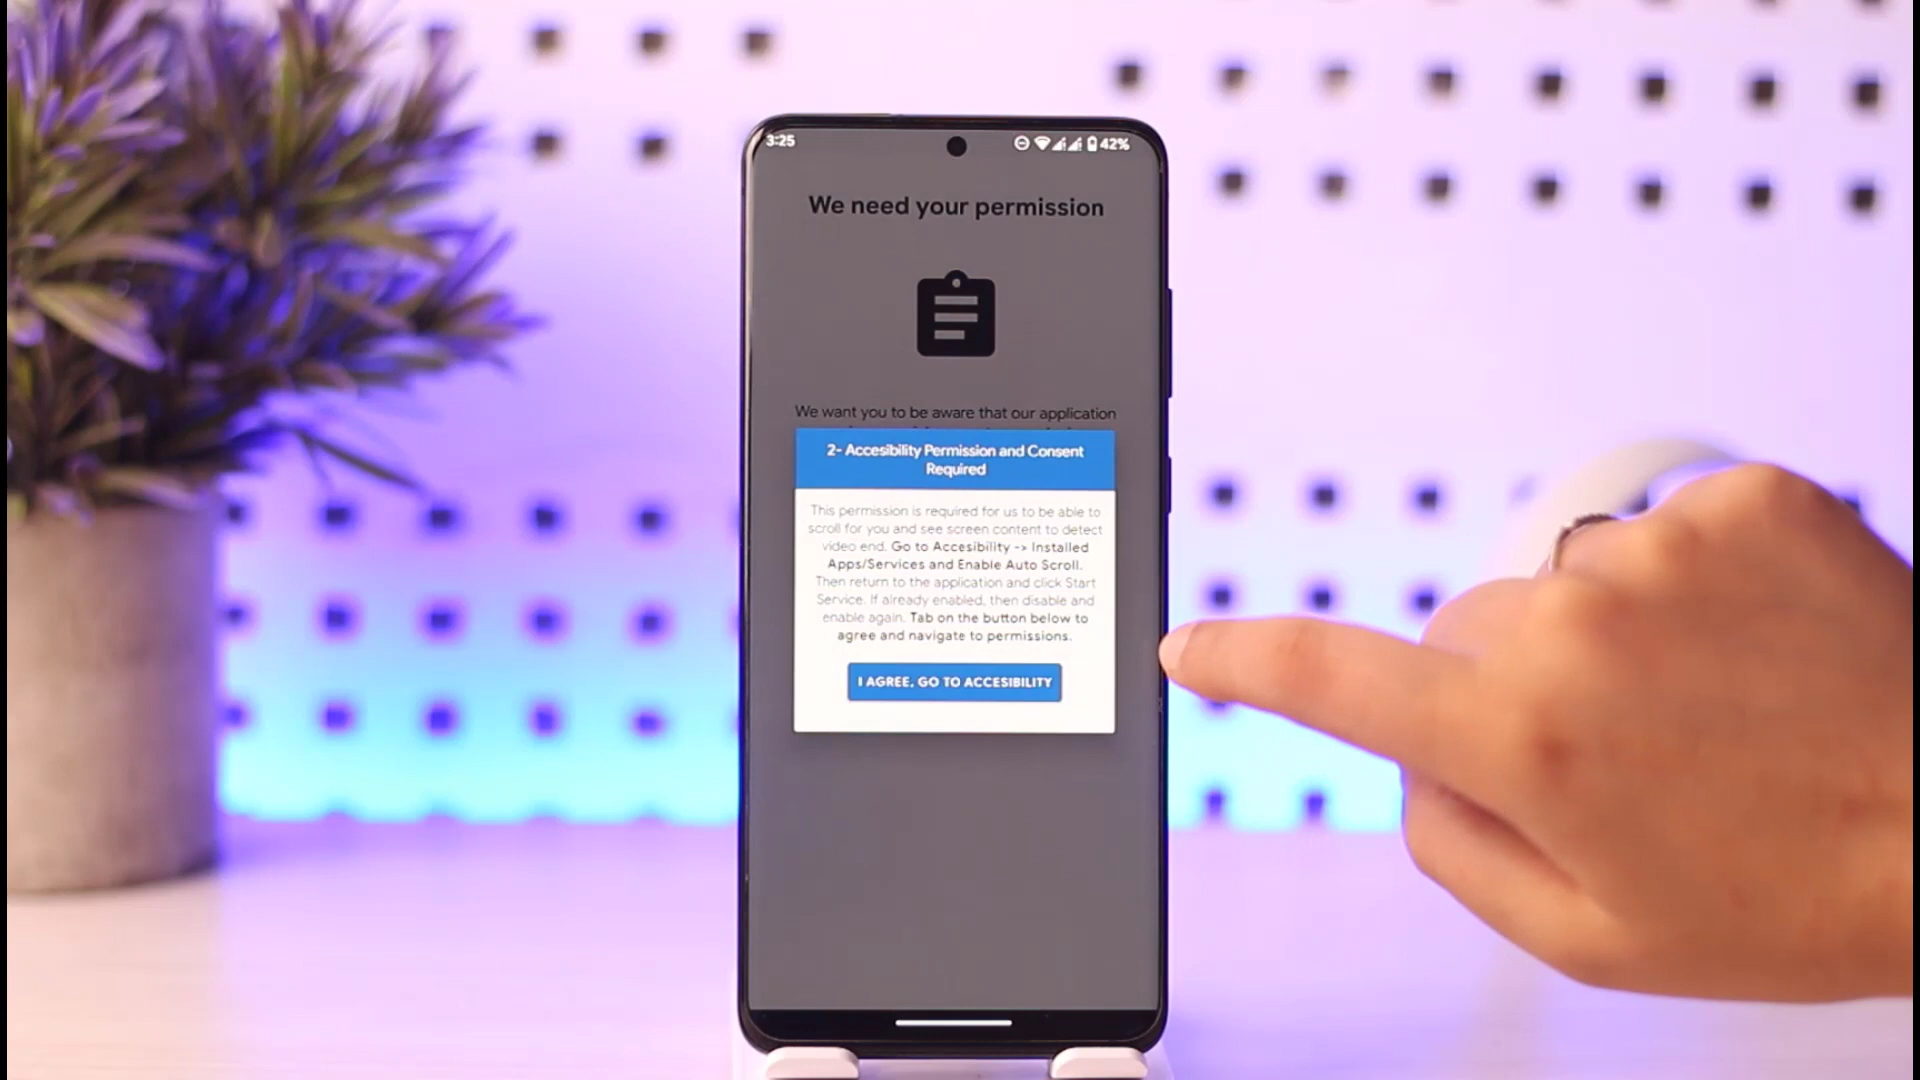 3:25
42%
We need your permission
We want you to be aware that our application
2- Accesibility Permission and Consent
Required
This permission is required for us to be able to
scroll for you and see screen content to detect
video end. Go to Accesibility -> Installed
Apps/Services and Enable Auto Scroll.
Then return to the application and click Start
Service. If already enabled, then disable and
enable again. Tab on the button below to
agree and navigate to permissions.
I AGREE, GO TO ACCESIBILITY